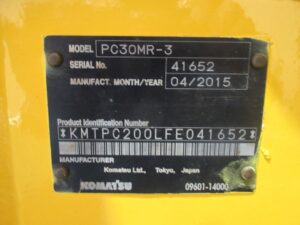 MODEL PC30MR-3
SERIAL No. 41652
MANUFACT. MONTH/YEAR 04/2015
Product Identification Number
*KMTPC200LFE041652*
MANUFACTURER
Komatsu Ltd., Tokyo, Japan
KOMATSU 09601-14000